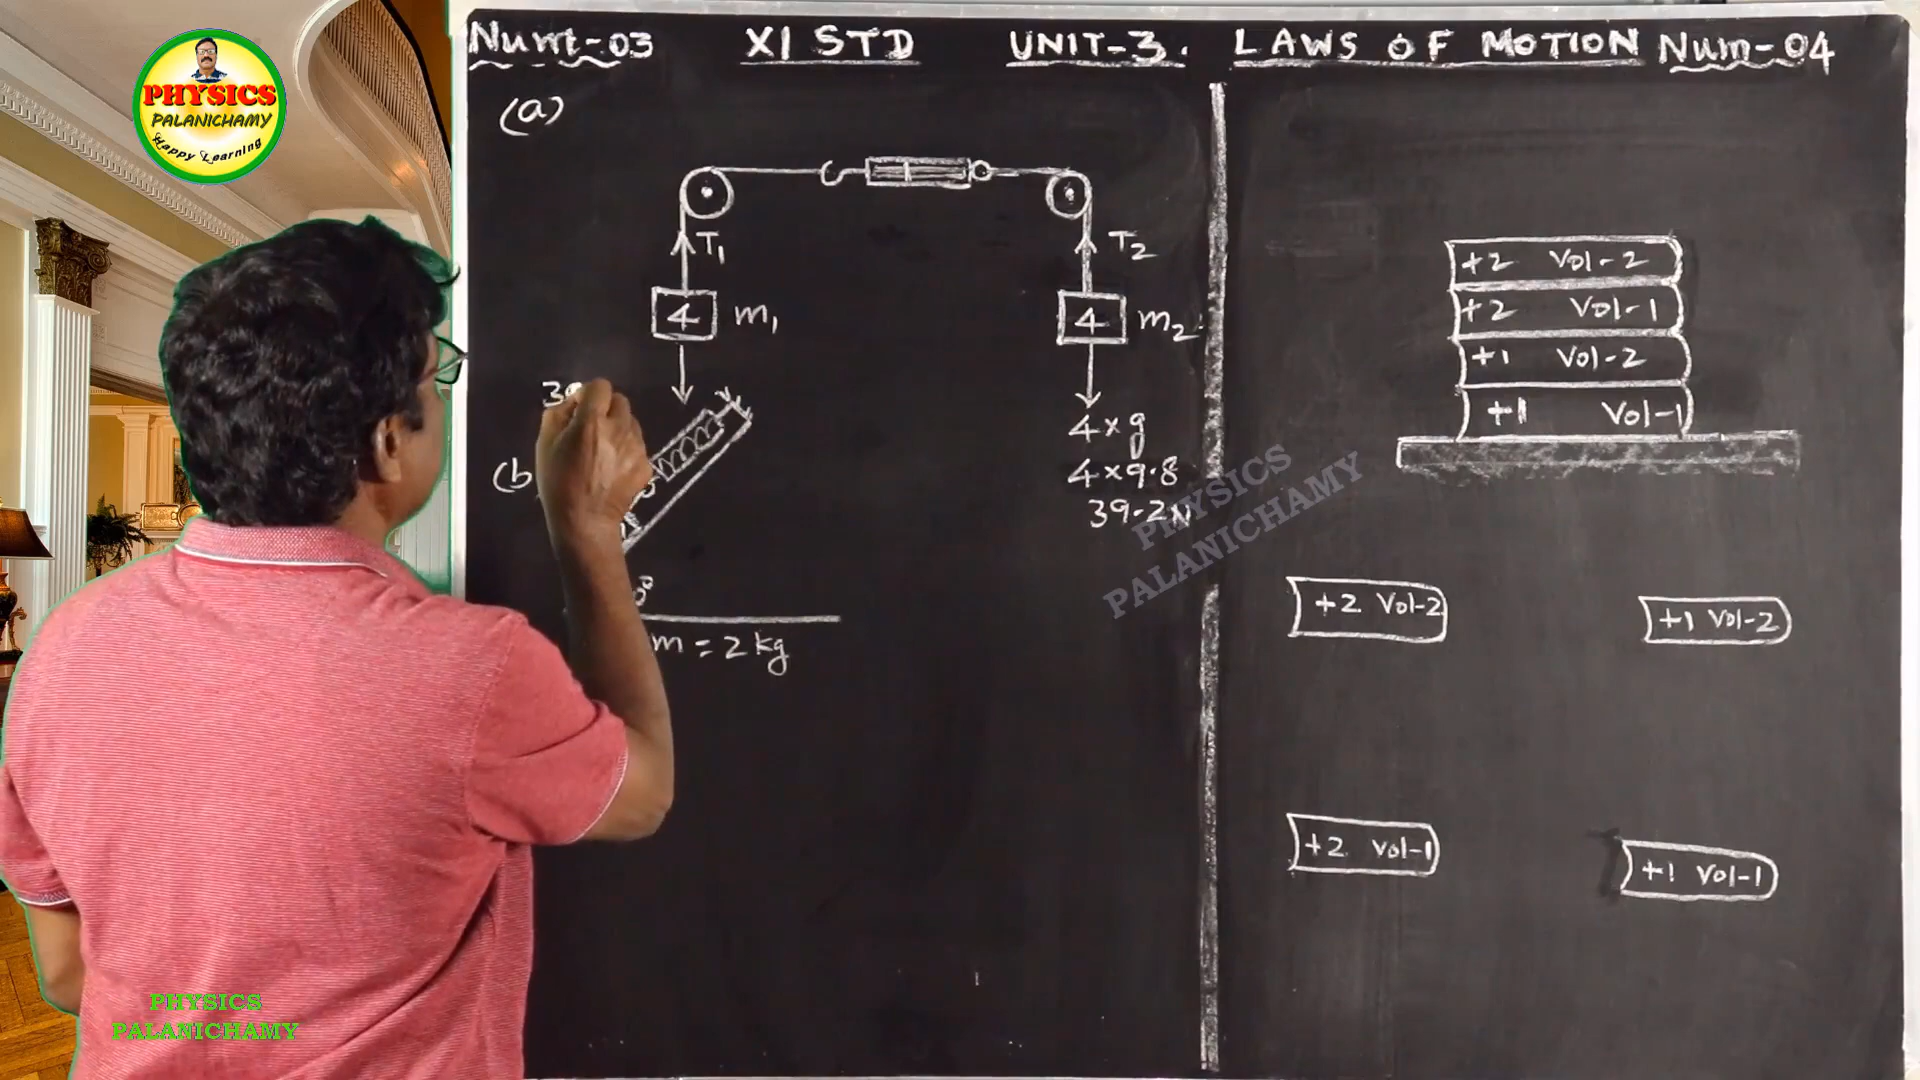 PHYSICS
PALANICHAMY
Happy Learning
Num-03 XI STD UNIT-3. LAWS OF MOTION Num-04
(a)
T1
T2
4 m1
4 m2
4 × g
4 × 9.8
39.2N
(b
m = 2 kg
+2 Vol-2
+2 Vol-1
+1 Vol-2
+1 Vol-1
+2 Vol-2
+1 Vol-2
+2 Vol-1
+1 Vol-1
PHYSICS
PALANICHAMY
PHYSICS
PALANICHAMY